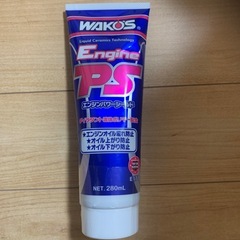 WAKO'S
Liquid Ceramics Technology
Engine
PS
エンジンパワーシールド
★エンジンオイル漏れ防止
★オイル上がり防止
★オイル下がり防止
NET. 280mL